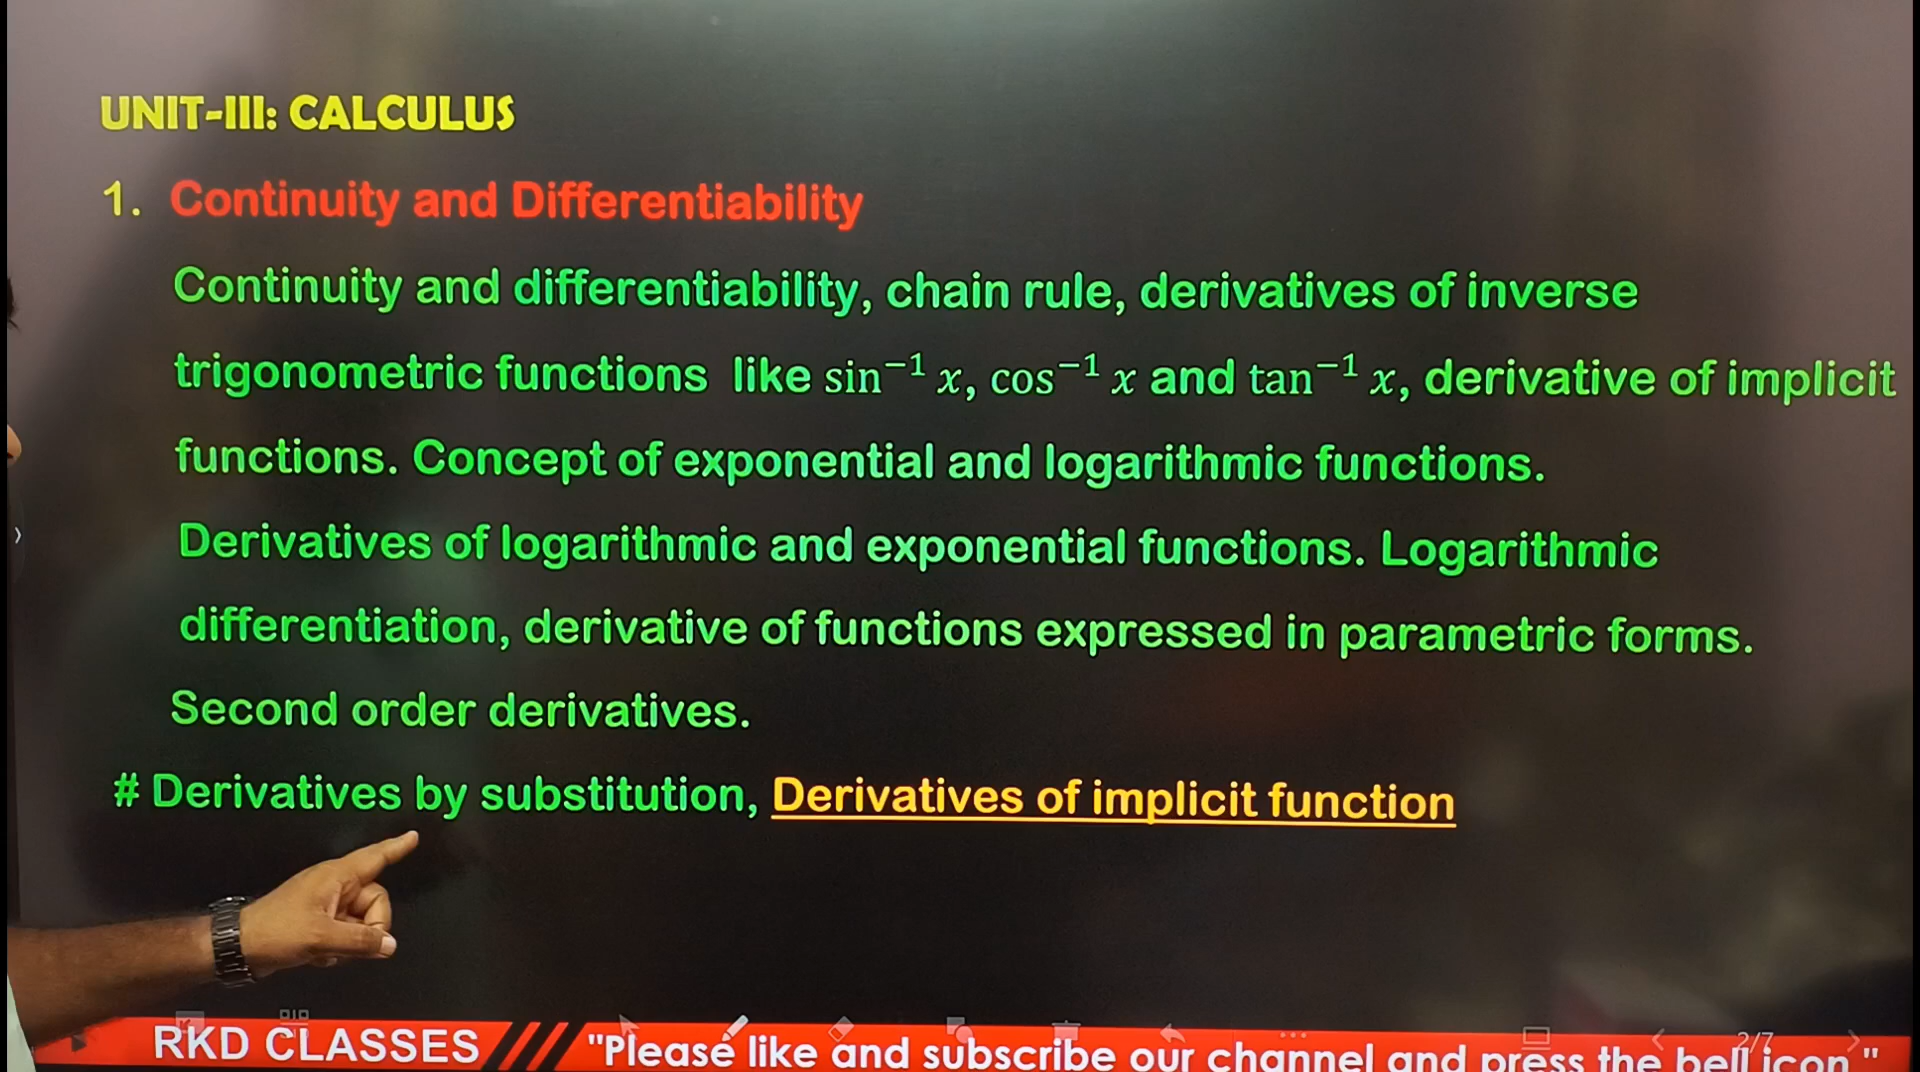 UNIT-III: CALCULUS
1. Continuity and Differentiability
Continuity and differentiability, chain rule, derivatives of inverse
trigonometric functions like sin⁻¹ x, cos⁻¹ x and tan⁻¹ x, derivative of implicit
functions. Concept of exponential and logarithmic functions.
Derivatives of logarithmic and exponential functions. Logarithmic
differentiation, derivative of functions expressed in parametric forms.
Second order derivatives.
# Derivatives by substitution, Derivatives of implicit function
2/7
RKD CLASSES "Please like and subscribe our channel and press the bell icon "